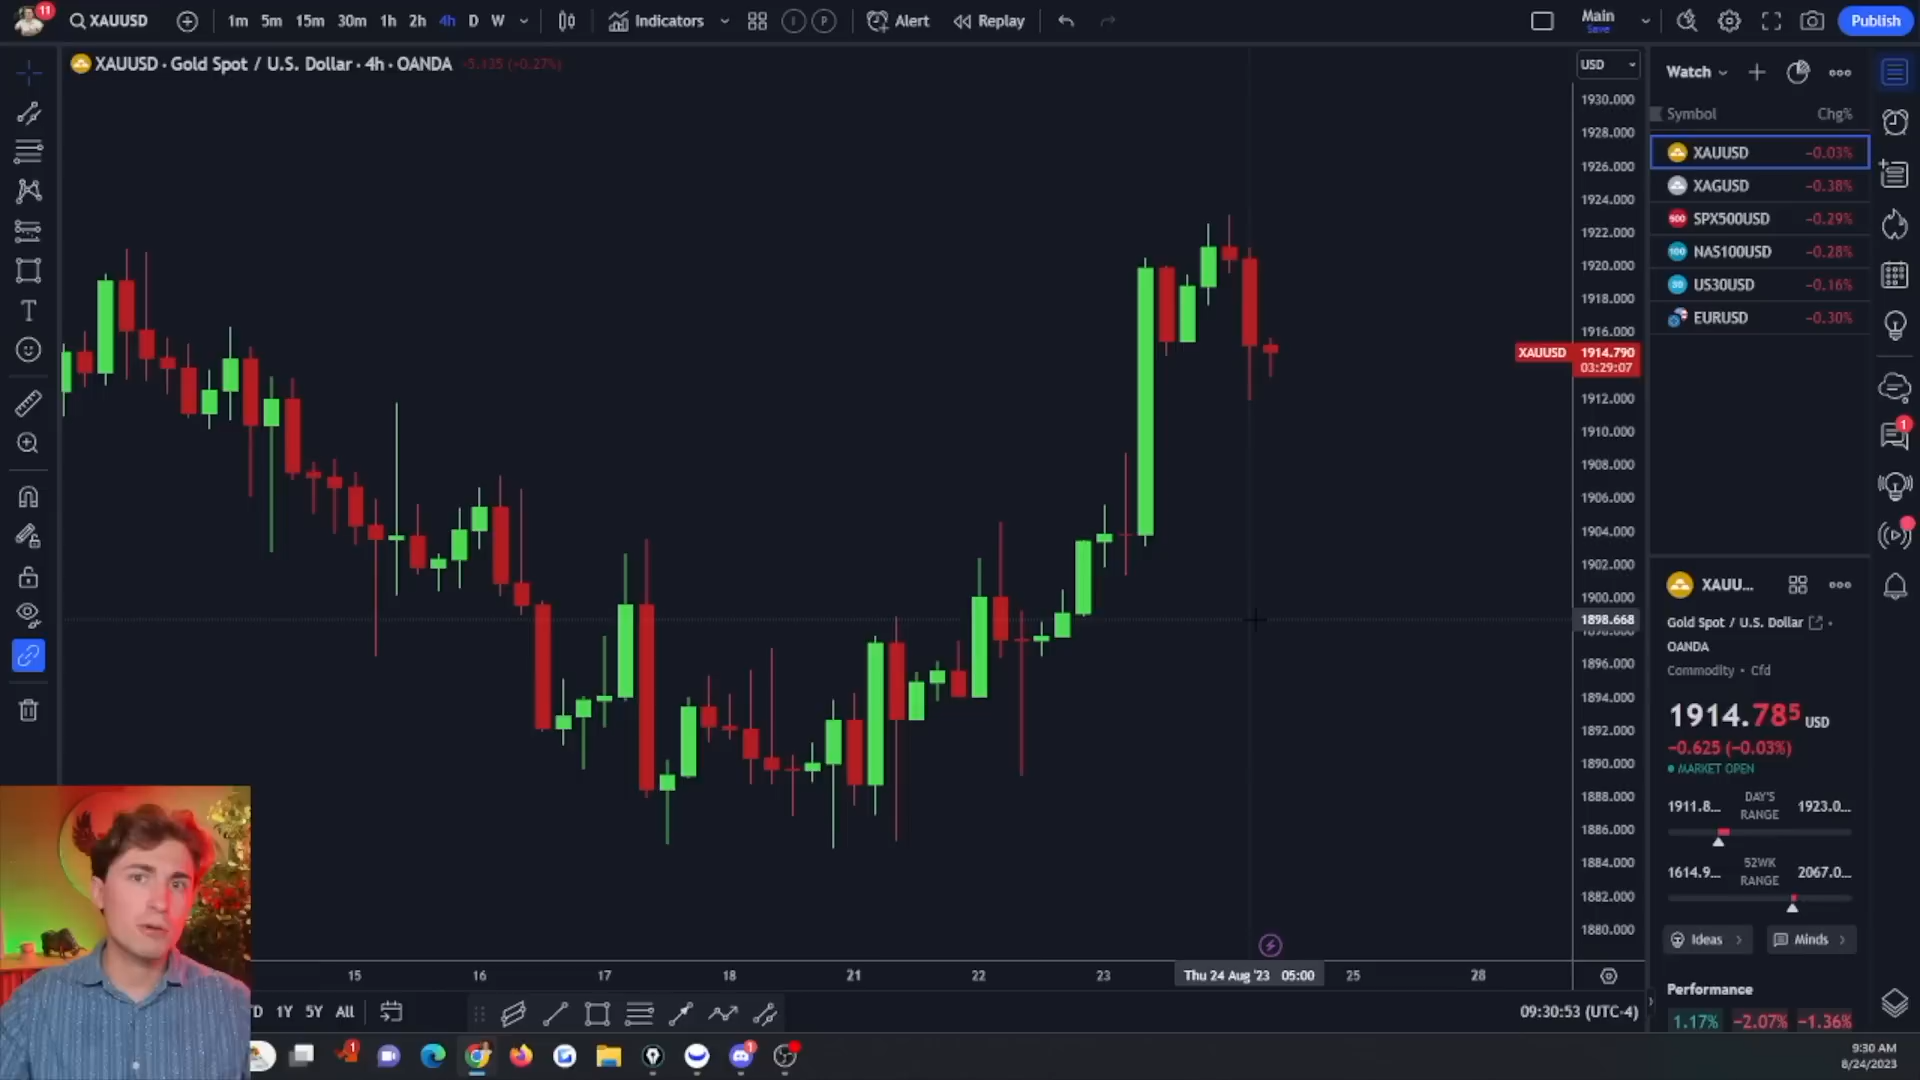 11
XAUUSD
1m 5m 15m 30m 1h 2h 4h D W
Indicators
Alert
Replay
Main
Save
Publish
XAUUSD · Gold Spot / U.S. Dollar · 4h · OANDA
USD
1930.000
1928.000
1926.000
1924.000
1922.000
1920.000
1918.000
1916.000
XAUUSD 1914.790
03:29:07
1912.000
1910.000
1908.000
1906.000
1904.000
1902.000
1900.000
1898.668
1896.000
1894.000
1892.000
1890.000
1888.000
1886.000
1884.000
1882.000
1880.000
Watch
Symbol Chg%
XAUUSD −0.03%
XAGUSD −0.38%
SPX500USD −0.29%
NAS100USD −0.28%
US30USD −0.16%
EURUSD −0.30%
XAUU...
Gold Spot / U.S. Dollar
OANDA
Commodity • Cfd
1914.785 USD
−0.625 (−0.03%)
MARKET OPEN
1911.8... DAY'S RANGE 1923.0...
1614.9... 52WK RANGE 2067.0...
Ideas
Minds
Performance
1.17% −2.07% −1.36%
15 16 17 18 21 22 23 Thu 24 Aug '23 05:00 25 28
1Y 5Y All
09:30:53 (UTC-4)
9:30 AM
8/24/2023